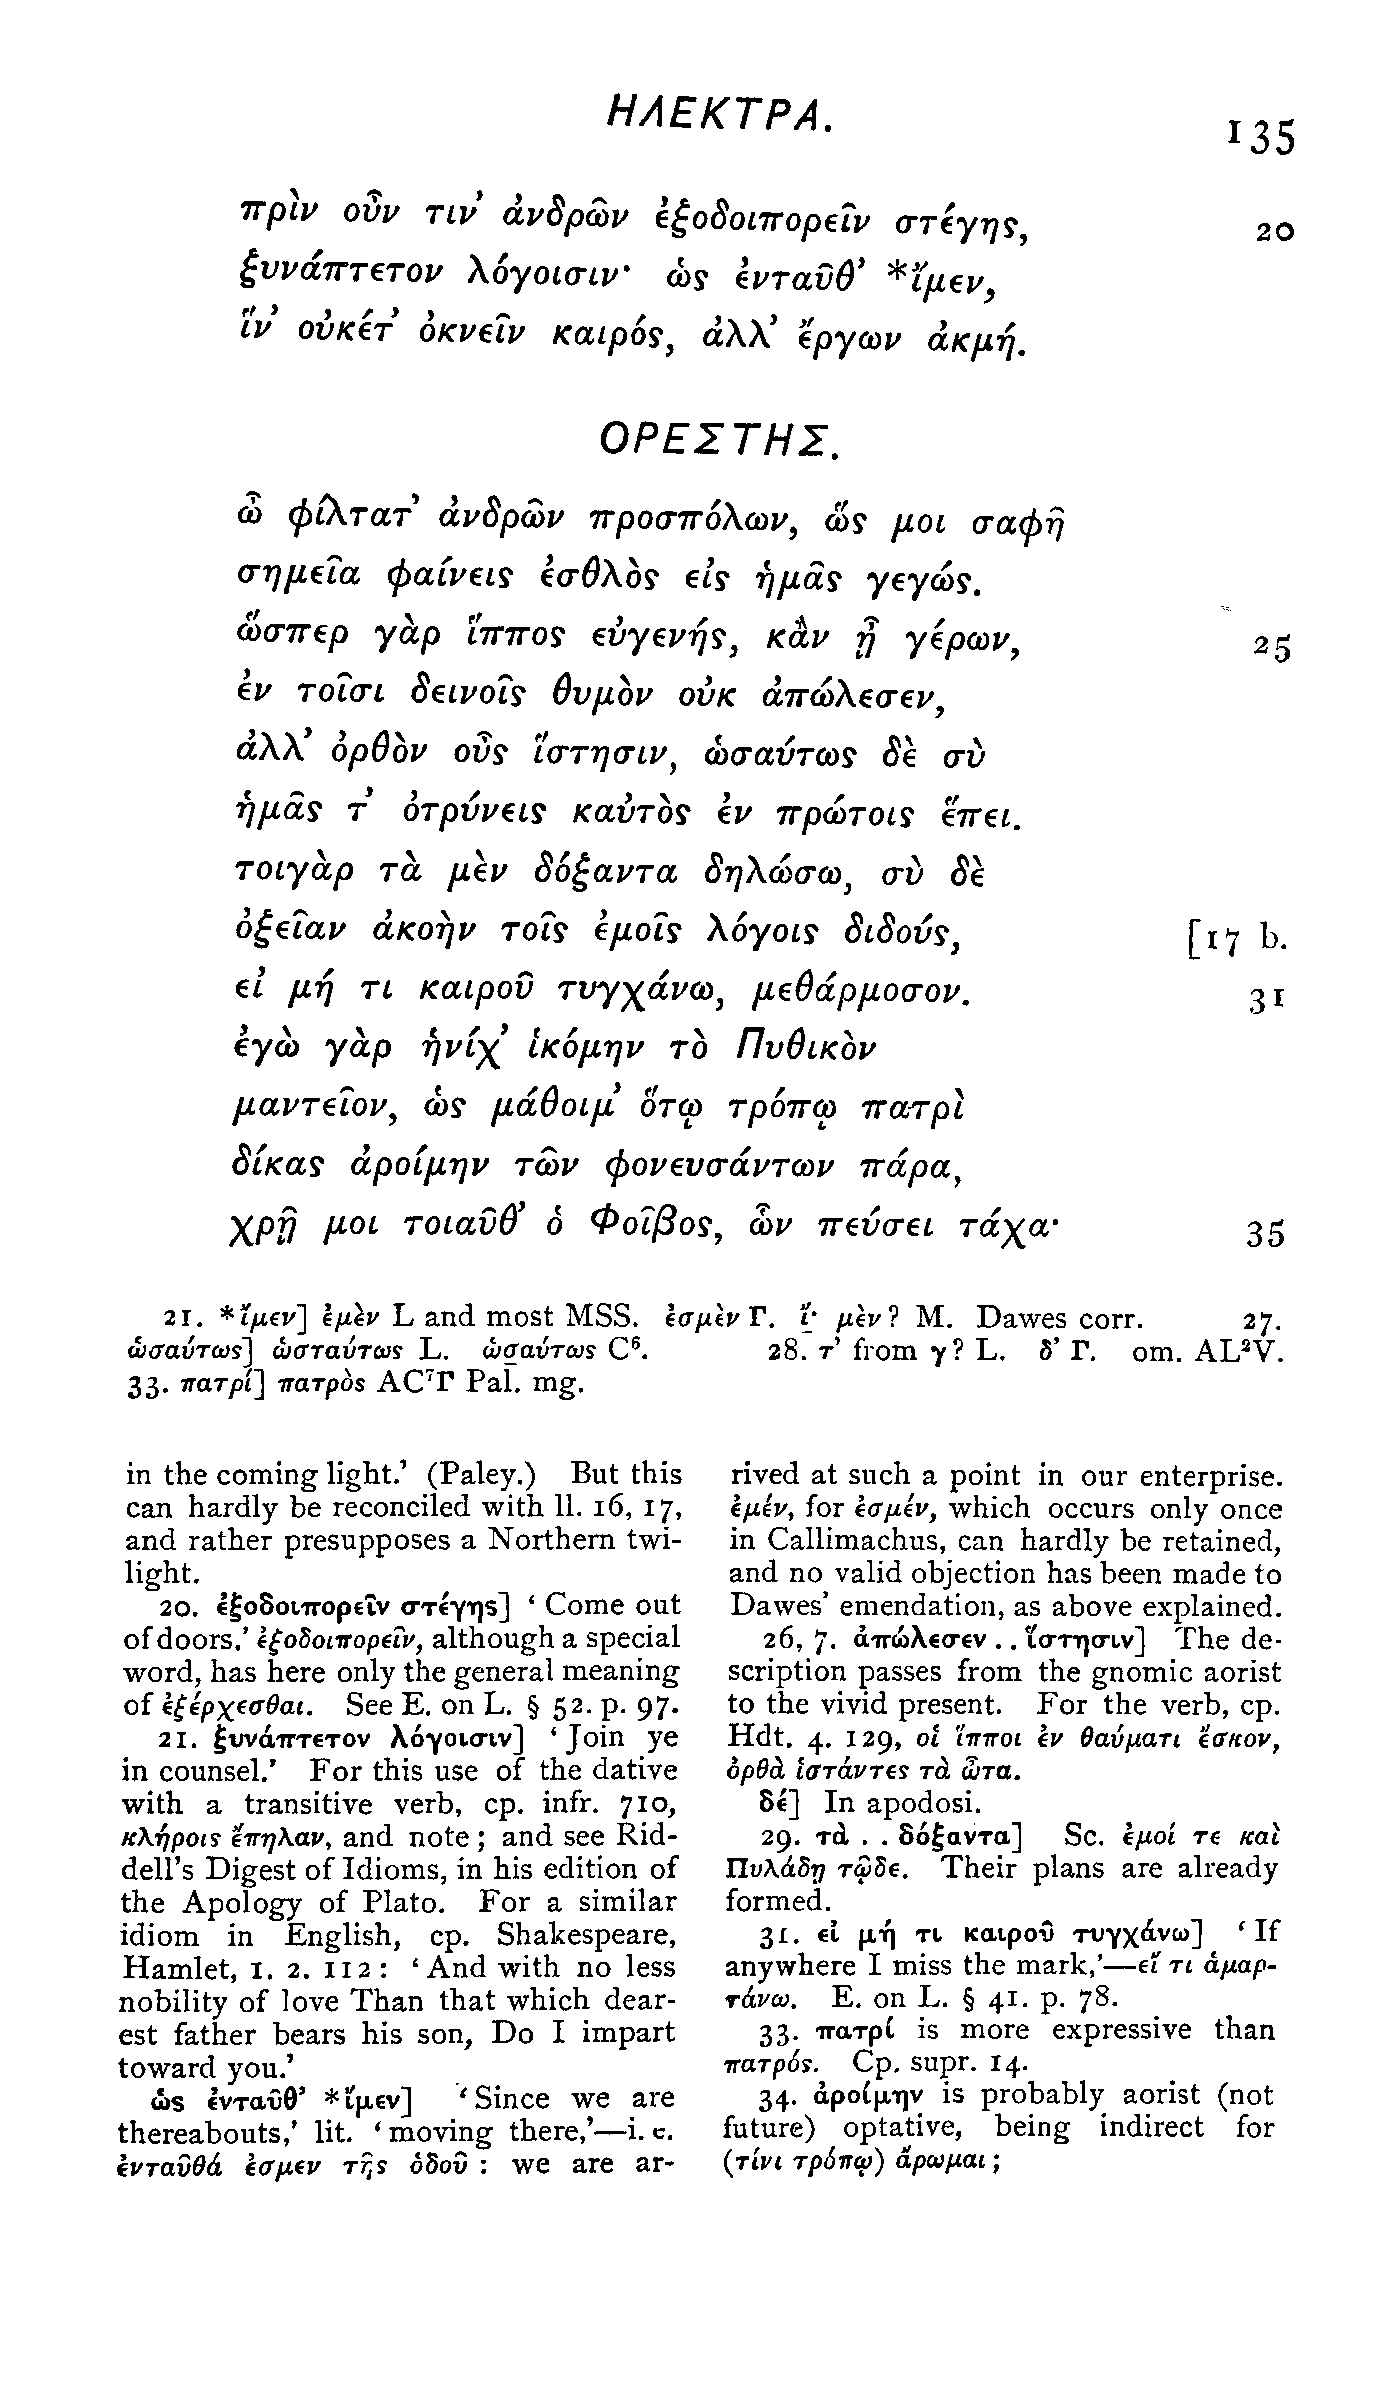 ΗΛΕΚΤΡΑ.
135
πρὶν οὖν τιν’ ἀνδρῶν ἐξοδοιπορεῖν στέγης, 20
ξυνάπτετον λόγοισιν· ὡς ἐνταῦθ’ *ἴμεν,
ἵν’ οὐκέτ’ ὀκνεῖν καιρός, ἀλλ’ ἔργων ἀκμή.
ΟΡΕΣΤΗΣ.
ὦ φίλτατ’ ἀνδρῶν προσπόλων, ὥς μοι σαφῆ
σημεῖα φαίνεις ἐσθλὸς εἰς ἡμᾶς γεγώς.
ὥσπερ γὰρ ἵππος εὐγενής, κἂν ᾖ γέρων, 25
ἐν τοῖσι δεινοῖς θυμὸν οὐκ ἀπώλεσεν,
ἀλλ’ ὀρθὸν οὖς ἵστησιν, ὡσαύτως δὲ σὺ
ἡμᾶς τ’ ὀτρύνεις καὐτὸς ἐν πρώτοις ἕπει.
τοιγὰρ τὰ μὲν δόξαντα δηλώσω, σὺ δὲ
ὀξεῖαν ἀκοὴν τοῖς ἐμοῖς λόγοις διδούς, [17 b.
εἰ μή τι καιροῦ τυγχάνω, μεθάρμοσον. 31
ἐγὼ γὰρ ἡνίχ’ ἱκόμην τὸ Πυθικὸν
μαντεῖον, ὡς μάθοιμ’ ὅτῳ τρόπῳ πατρὶ
δίκας ἀροίμην τῶν φονευσάντων πάρα,
χρῇ μοι τοιαῦθ’ ὁ Φοῖβος, ὧν πεύσει τάχα· 35
21. *ἴμεν] ἐμὲν L and most MSS. ἐσμὲν Γ. ἴ· μὲν? M. Dawes corr. 27.
ὡσαύτως] ὡσταύτως L. ὡσαύτως C⁶. 28. τ’ from γ? L. δ’ Γ. om. AL²V.
33. πατρί] πατρὸς AC⁷Γ Pal. mg.
in the coming light.’ (Paley.) But this
can hardly be reconciled with ll. 16, 17,
and rather presupposes a Northern twi-
light.
20. ἐξοδοιπορεῖν στέγης] ‘Come out
of doors.’ ἐξοδοιπορεῖν, although a special
word, has here only the general meaning
of ἐξέρχεσθαι. See E. on L. § 52. p. 97.
21. ξυνάπτετον λόγοισιν] ‘Join ye
in counsel.’ For this use of the dative
with a transitive verb, cp. infr. 710,
κλήροις ἔπηλαν, and note; and see Rid-
dell’s Digest of Idioms, in his edition of
the Apology of Plato. For a similar
idiom in English, cp. Shakespeare,
Hamlet, 1. 2. 112: ‘And with no less
nobility of love Than that which dear-
est father bears his son, Do I impart
toward you.’
ὡς ἐνταῦθ’ *ἴμεν] ‘Since we are
thereabouts,’ lit. ‘moving there,’—i. e.
ἐνταῦθά ἐσμεν τῆς ὁδοῦ: we are ar-
rived at such a point in our enterprise.
ἐμέν, for ἐσμέν, which occurs only once
in Callimachus, can hardly be retained,
and no valid objection has been made to
Dawes’ emendation, as above explained.
26, 7. ἀπώλεσεν . . ἵστησιν] The de-
scription passes from the gnomic aorist
to the vivid present. For the verb, cp.
Hdt. 4. 129, οἱ ἵπποι ἐν θαύματι ἔσκον,
ὀρθὰ ἱστάντες τὰ ὦτα.
δέ] In apodosi.
29. τὰ . . δόξαντα] Sc. ἐμοί τε καὶ
Πυλάδῃ τῷδε. Their plans are already
formed.
31. εἰ μή τι καιροῦ τυγχάνω] ‘If
anywhere I miss the mark,’—εἴ τι ἁμαρ-
τάνω. E. on L. § 41. p. 78.
33. πατρί is more expressive than
πατρός. Cp. supr. 14.
34. ἀροίμην is probably aorist (not
future) optative, being indirect for
(τίνι τρόπῳ) ἄρωμαι;